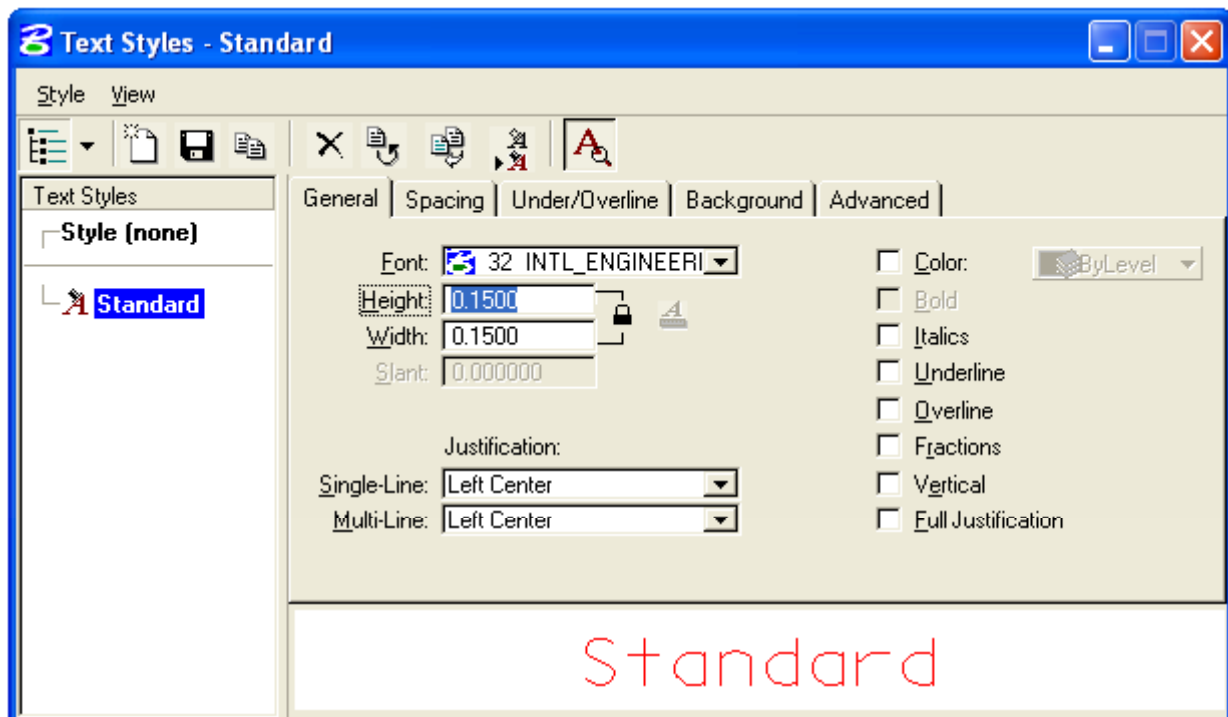 Text Styles - Standard
Style View
Text Styles
Style (none)
Standard
General Spacing Under/Overline Background Advanced
Font: 32 INTL_ENGINEERI
Height: 0.1500
Width: 0.1500
Slant: 0.000000
Justification:
Single-Line: Left Center
Multi-Line: Left Center
Color: ByLevel
Bold
Italics
Underline
Overline
Fractions
Vertical
Full Justification
Standard